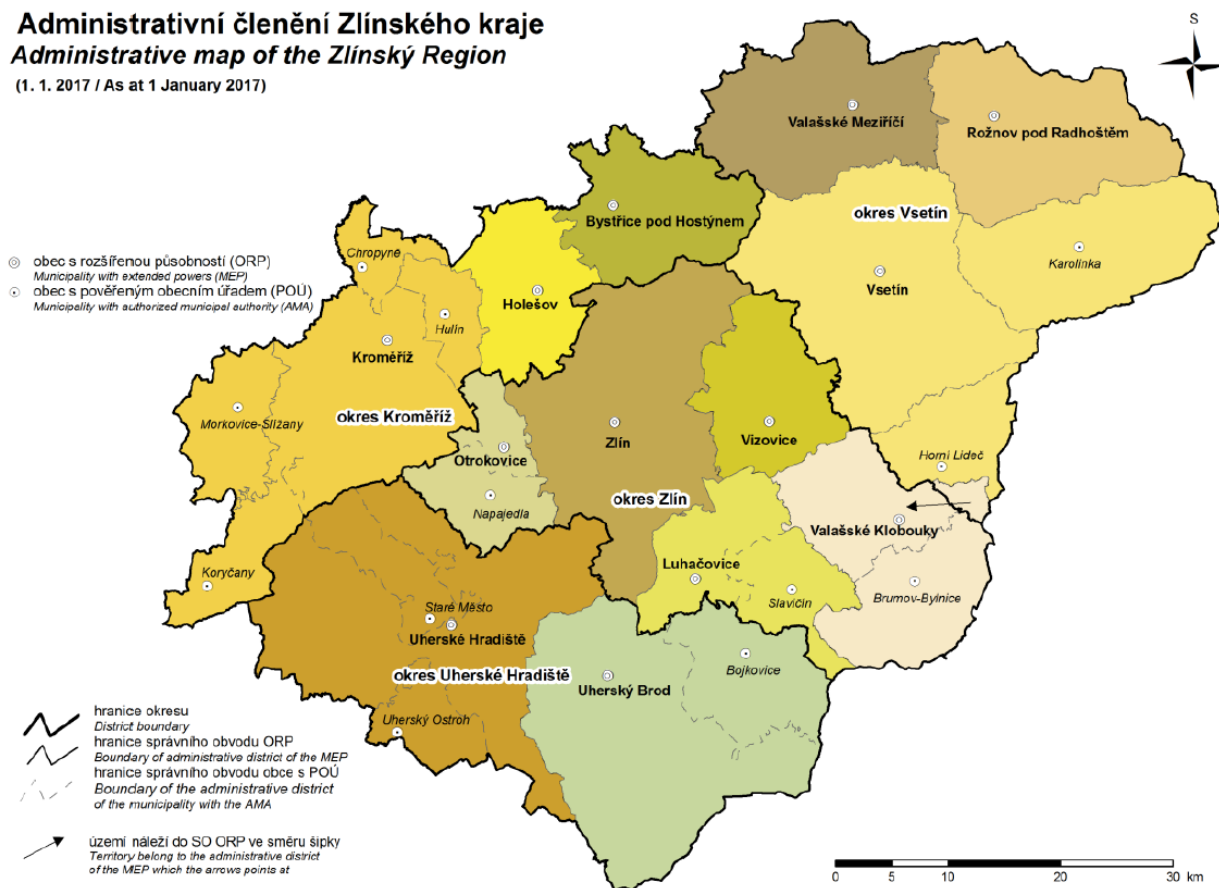 Administrativní členění Zlínského kraje
Administrative map of the Zlínský Region
(1. 1. 2017 / As at 1 January 2017)
S
Valašské Meziříčí
Rožnov pod Radhoštěm
okres Vsetín
Bystřice pod Hostýnem
Karolinka
Chropyně
Vsetín
Holešov
obec s rozšířenou působností (ORP)
Municipality with extended powers (MEP)
obec s pověřeným obecním úřadem (POÚ)
Municipality with authorized municipal authority (AMA)
Hulín
Kroměříž
okres Kroměříž
Morkovice-Slížany
Zlín
Vizovice
Otrokovice
Horní Lideč
okres Zlín
Napajedla
Valašské Klobouky
Luhačovice
Koryčany
Slavičín
Brumov-Bylnice
Staré Město
Uherské Hradiště
okres Uherské Hradiště
Bojkovice
Uherský Brod
Uherský Ostroh
hranice okresu
District boundary
hranice správního obvodu ORP
Boundary of administrative district of the MEP
hranice správního obvodu obce s POÚ
Boundary of the administrative district
of the municipality with the AMA
území náleží do SO ORP ve směru šipky
Territory belong to the administrative district
of the MEP which the arrows points at
0 5 10 20 30 km